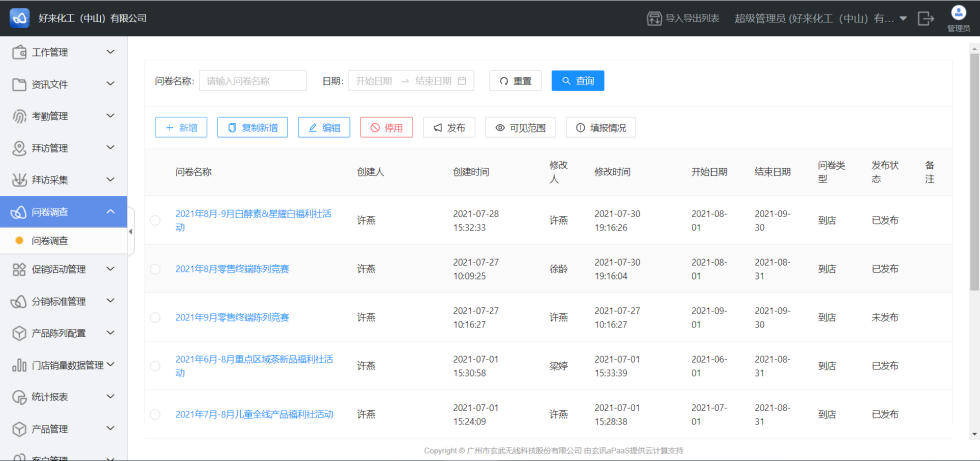 好来化工（中山）有限公司
导入导出列表
超级管理员 (好来化工（中山）有...
管理员
工作管理
资讯文件
考勤管理
拜访管理
拜访采集
问卷调查
问卷调查
促销活动管理
分销标准管理
产品陈列配置
门店销量数据管理
统计报表
产品管理
客户管理
问卷名称: 请输入问卷名称 日期: 开始日期 → 结束日期 重置 查询
+ 新增 复制新增 编辑 停用 发布 可见范围 填报情况
问卷名称 创建人 创建时间 修改人 修改时间 开始日期 结束日期 问卷类型 发布状态 备注
2021年8月-9月白酵素&星耀白福利社活动 许燕 2021-07-28 15:32:33 许燕 2021-07-30 19:16:26 2021-08-01 2021-09-30 到店 已发布
2021年8月零售终端陈列竞赛 许燕 2021-07-27 10:09:25 徐龄 2021-07-30 19:16:04 2021-08-01 2021-08-31 到店 已发布
2021年9月零售终端陈列竞赛 许燕 2021-07-27 10:16:27 许燕 2021-07-27 10:16:27 2021-09-01 2021-09-30 到店 未发布
2021年6月-8月重点区域茶新品福利社活动 许燕 2021-07-01 15:30:58 梁婷 2021-07-01 15:33:39 2021-06-01 2021-08-31 到店 已发布
2021年7月-8月儿童全线产品福利社活动 许燕 2021-07-01 15:24:09 许燕 2021-07-01 15:28:38 2021-07-01 2021-08-31 到店 已发布
Copyright © 广州市玄武无线科技股份有限公司 由玄讯aPaaS提供云计算支持